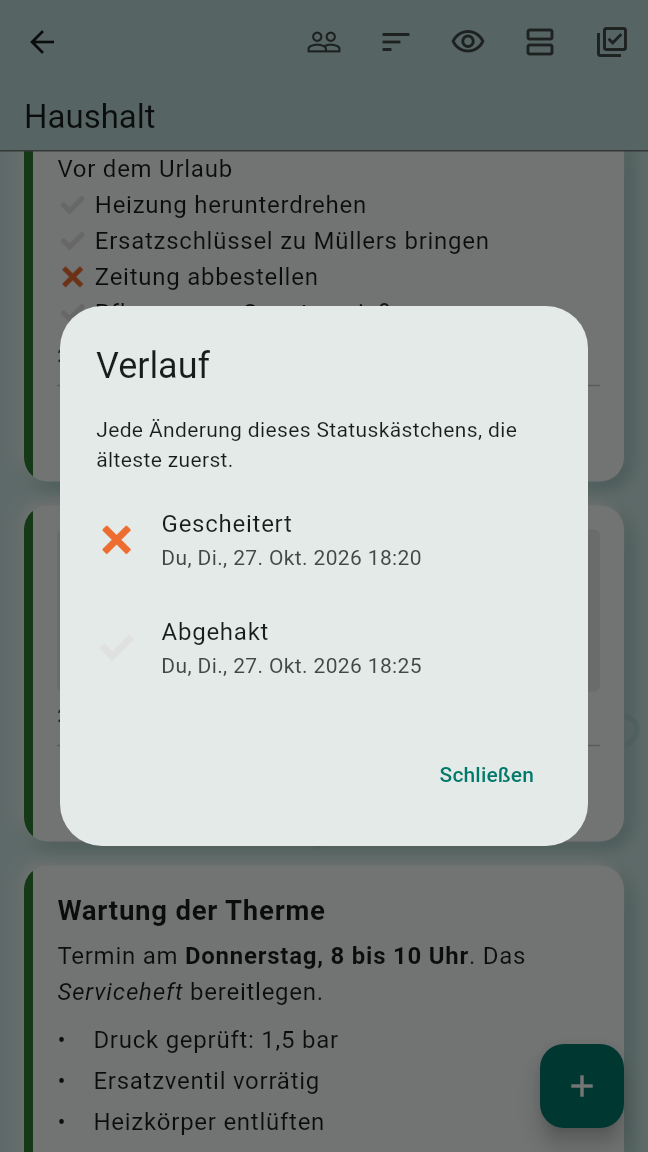 Haushalt
Vor dem Urlaub
Heizung herunterdrehen
Ersatzschlüssel zu Müllers bringen
Zeitung abbestellen
Verlauf
Jede Änderung dieses Statuskästchens, die
älteste zuerst.
Gescheitert
Du, Di., 27. Okt. 2026 18:20
Abgehakt
Du, Di., 27. Okt. 2026 18:25
Schließen
Wartung der Therme
Termin am Donnerstag, 8 bis 10 Uhr. Das
Serviceheft bereitlegen.
• Druck geprüft: 1,5 bar
• Ersatzventil vorrätig
• Heizkörper entlüften